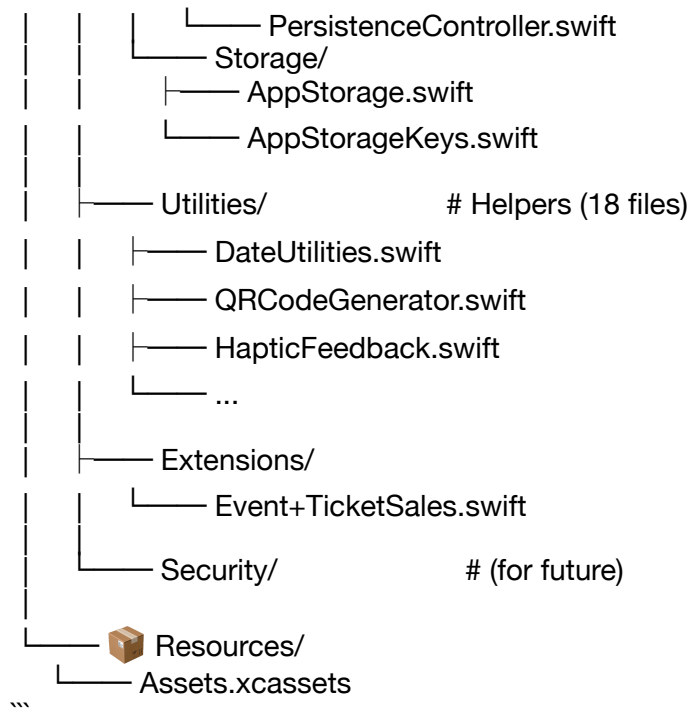 │ │ │ └── PersistenceController.swift
│ │ └── Storage/
│ │ ├── AppStorage.swift
│ │ └── AppStorageKeys.swift
│ │
│ ├── Utilities/ # Helpers (18 files)
│ │ ├── DateUtilities.swift
│ │ ├── QRCodeGenerator.swift
│ │ ├── HapticFeedback.swift
│ │ └── ...
│ │
│ ├── Extensions/
│ │ └── Event+TicketSales.swift
│ │
│ └── Security/ # (for future)
│
└── 📦 Resources/
└── Assets.xcassets
```